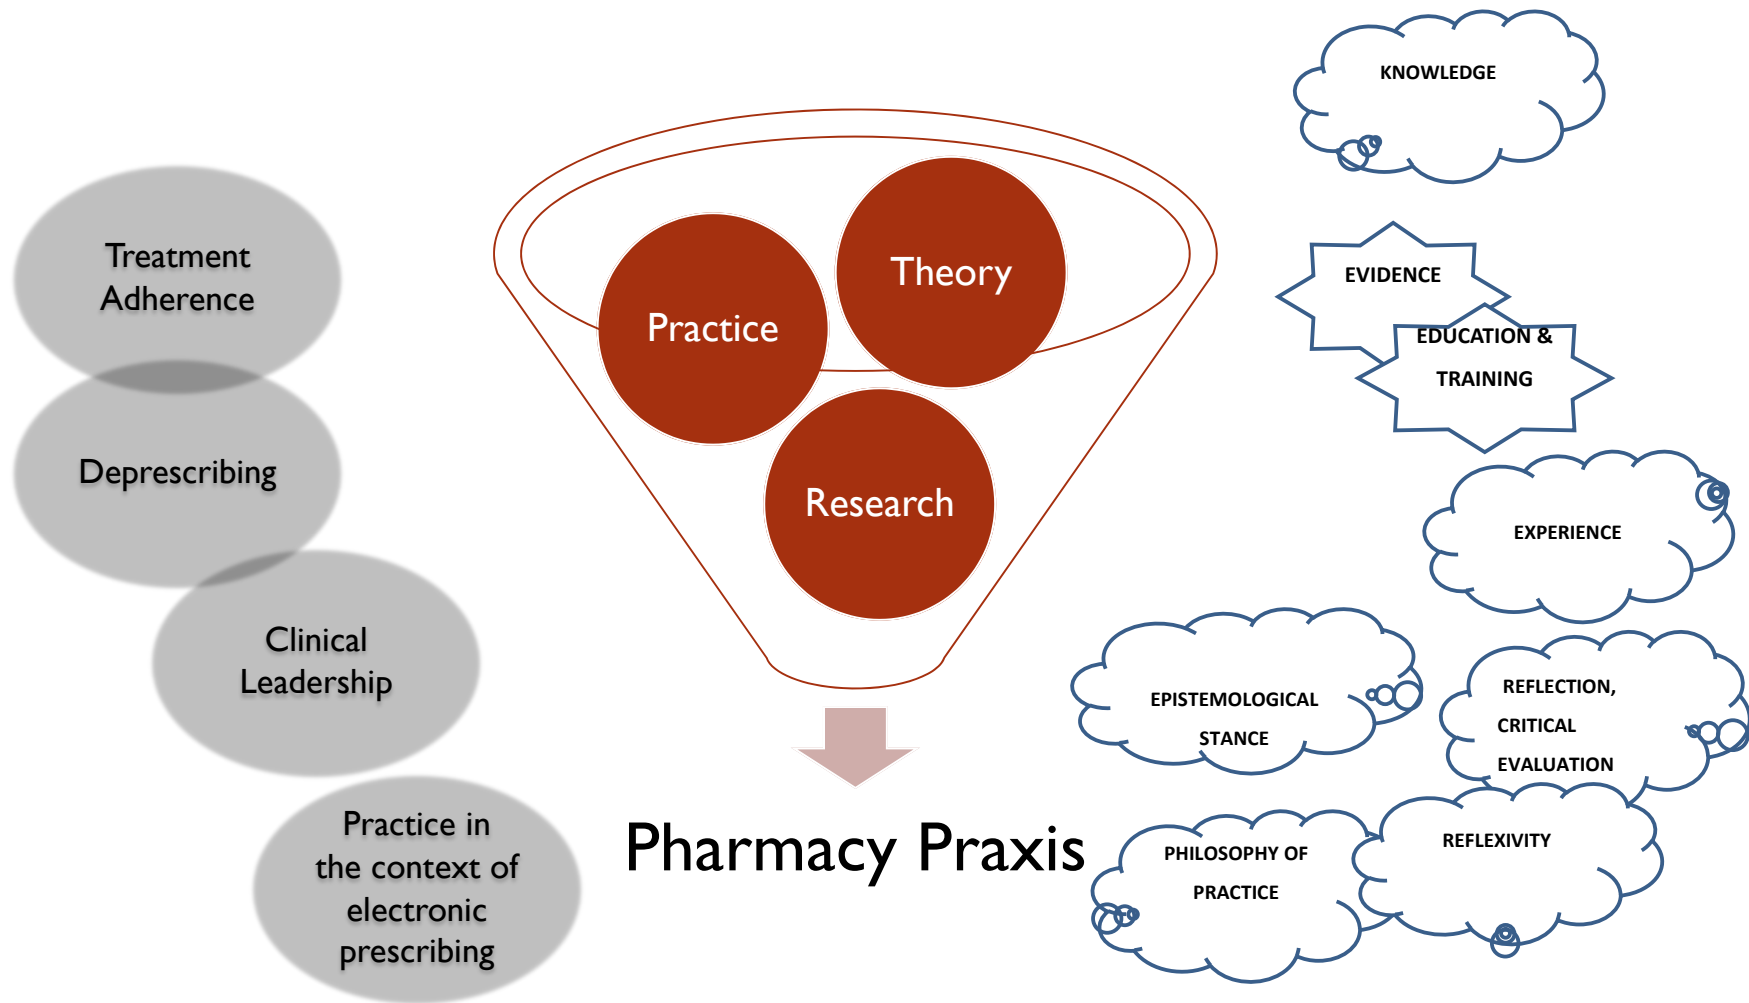 Treatment
Adherence
Deprescribing
Clinical
Leadership
Practice in
the context of
electronic
prescribing
Theory
Practice
Research
Pharmacy Praxis
KNOWLEDGE
EVIDENCE
EDUCATION &
TRAINING
EXPERIENCE
EPISTEMOLOGICAL
STANCE
REFLECTION,
CRITICAL
EVALUATION
PHILOSOPHY OF
PRACTICE
REFLEXIVITY